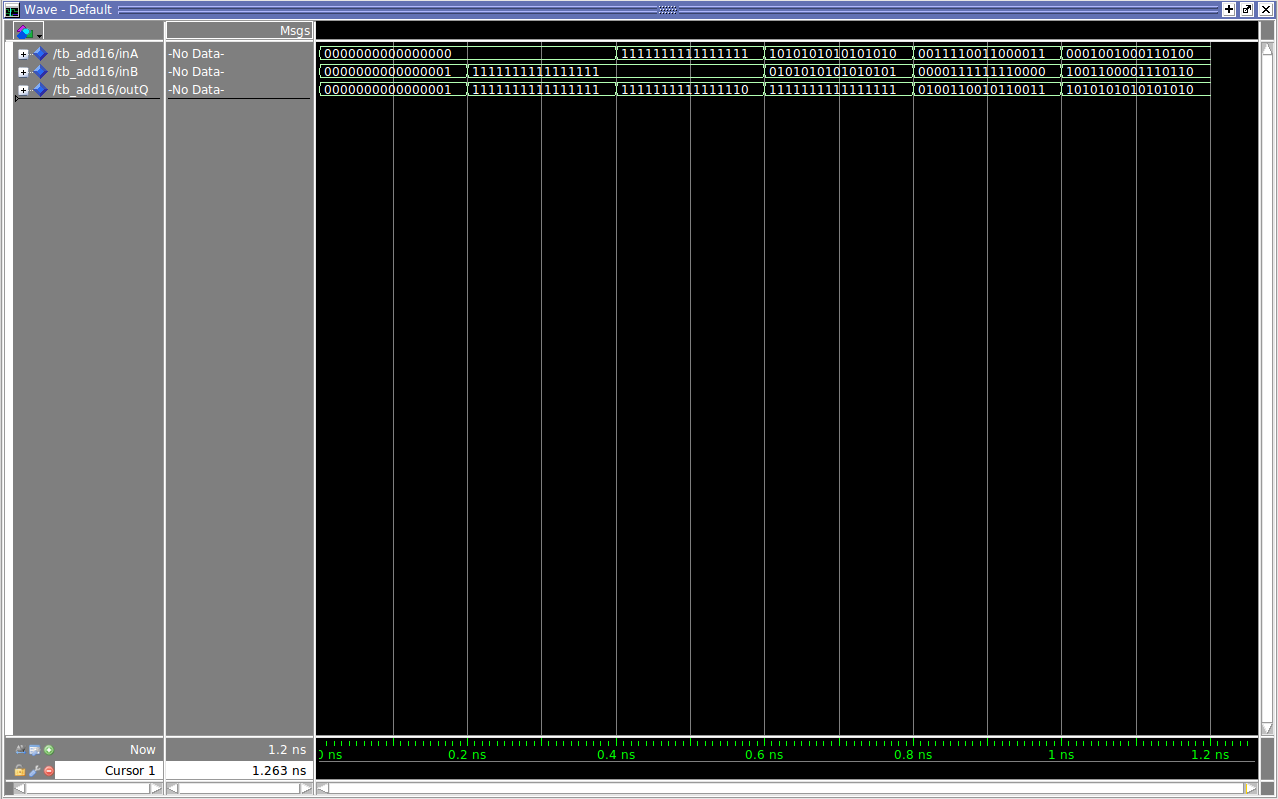 Wave - Default
Msgs
/tb_add16/inA -No Data- 0000000000000000 1111111111111111 1010101010101010 0011110011000011 0001001000110100
/tb_add16/inB -No Data- 0000000000000001 1111111111111111 0101010101010101 0000111111110000 1001100001110110
/tb_add16/outQ -No Data- 0000000000000001 1111111111111111 1111111111111110 1111111111111111 0100110010110011 1010101010101010
Now 1.2 ns 0 ns 0.2 ns 0.4 ns 0.6 ns 0.8 ns 1 ns 1.2 ns
Cursor 1 1.263 ns